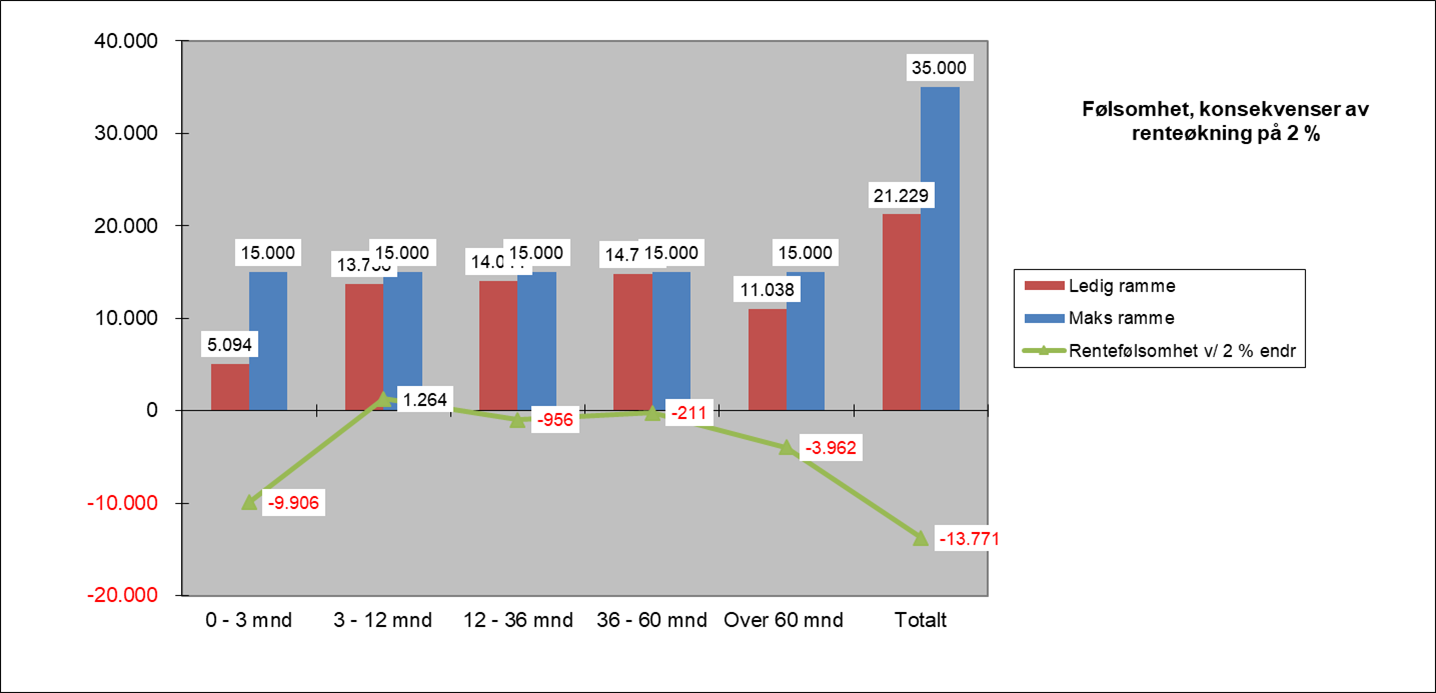 Følsomhet, konsekvenser av
renteøkning på 2 %
40.000
30.000
20.000
10.000
0
-10.000
-20.000
35.000
21.229
15.000
15.000
15.000
15.000
15.000
11.038
5.094
1.264
-956
-211
-3.962
-9.906
-13.771
0 - 3 mnd
3 - 12 mnd
12 - 36 mnd
36 - 60 mnd
Over 60 mnd
Totalt
Ledig ramme
Maks ramme
Rentefølsomhet v/ 2 % endr